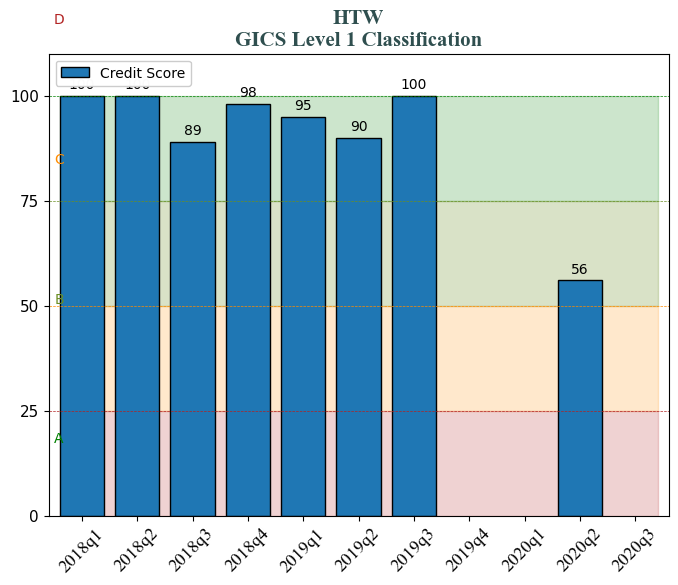 D
HTW
GICS Level 1 Classification
Credit Score
100
100
89
98
95
90
100
56
C
B
A
100
75
50
25
0
2018q1
2018q2
2018q3
2018q4
2019q1
2019q2
2019q3
2019q4
2020q1
2020q2
2020q3